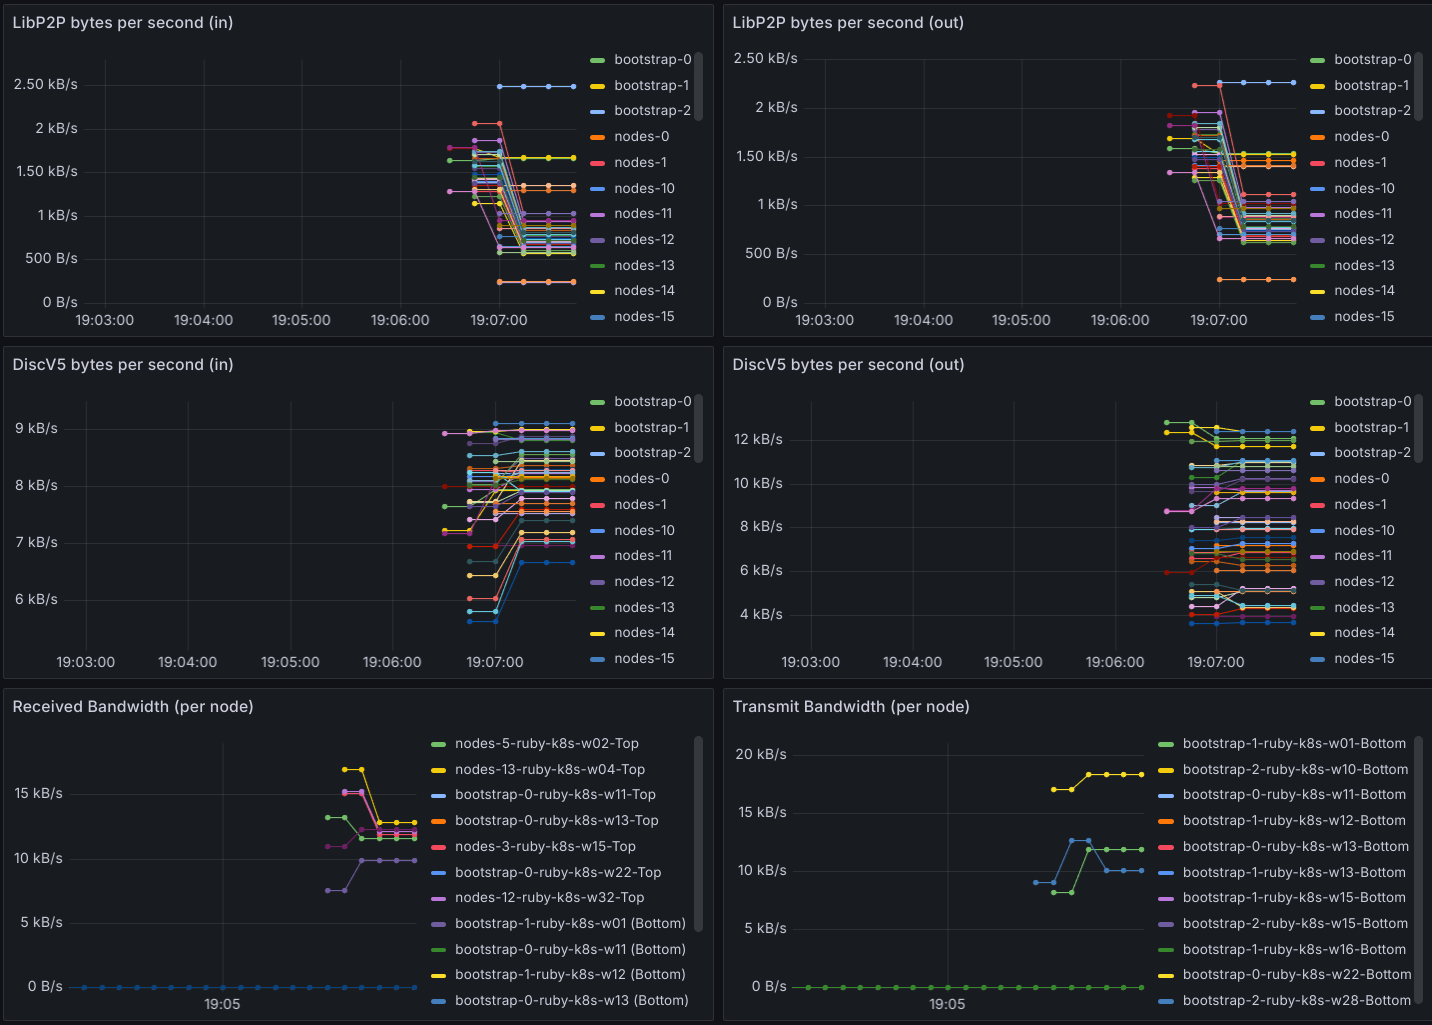 LibP2P bytes per second (in)
2.50 kB/s
2 kB/s
1.50 kB/s
1 kB/s
500 B/s
0 B/s
19:03:00
19:04:00
19:05:00
19:06:00
19:07:00
bootstrap-0
bootstrap-1
bootstrap-2
nodes-0
nodes-1
nodes-10
nodes-11
nodes-12
nodes-13
nodes-14
nodes-15
LibP2P bytes per second (out)
2.50 kB/s
2 kB/s
1.50 kB/s
1 kB/s
500 B/s
0 B/s
19:03:00
19:04:00
19:05:00
19:06:00
19:07:00
bootstrap-0
bootstrap-1
bootstrap-2
nodes-0
nodes-1
nodes-10
nodes-11
nodes-12
nodes-13
nodes-14
nodes-15
DiscV5 bytes per second (in)
9 kB/s
8 kB/s
7 kB/s
6 kB/s
19:03:00
19:04:00
19:05:00
19:06:00
19:07:00
bootstrap-0
bootstrap-1
bootstrap-2
nodes-0
nodes-1
nodes-10
nodes-11
nodes-12
nodes-13
nodes-14
nodes-15
DiscV5 bytes per second (out)
12 kB/s
10 kB/s
8 kB/s
6 kB/s
4 kB/s
19:03:00
19:04:00
19:05:00
19:06:00
19:07:00
bootstrap-0
bootstrap-1
bootstrap-2
nodes-0
nodes-1
nodes-10
nodes-11
nodes-12
nodes-13
nodes-14
nodes-15
Received Bandwidth (per node)
15 kB/s
10 kB/s
5 kB/s
0 B/s
19:05
nodes-5-ruby-k8s-w02-Top
nodes-13-ruby-k8s-w04-Top
bootstrap-0-ruby-k8s-w11-Top
bootstrap-0-ruby-k8s-w13-Top
nodes-3-ruby-k8s-w15-Top
bootstrap-0-ruby-k8s-w22-Top
nodes-12-ruby-k8s-w32-Top
bootstrap-1-ruby-k8s-w01 (Bottom)
bootstrap-0-ruby-k8s-w11 (Bottom)
bootstrap-1-ruby-k8s-w12 (Bottom)
bootstrap-0-ruby-k8s-w13 (Bottom)
Transmit Bandwidth (per node)
20 kB/s
15 kB/s
10 kB/s
5 kB/s
0 B/s
19:05
bootstrap-1-ruby-k8s-w01-Bottom
bootstrap-2-ruby-k8s-w10-Bottom
bootstrap-0-ruby-k8s-w11-Bottom
bootstrap-1-ruby-k8s-w12-Bottom
bootstrap-0-ruby-k8s-w13-Bottom
bootstrap-1-ruby-k8s-w13-Bottom
bootstrap-1-ruby-k8s-w15-Bottom
bootstrap-2-ruby-k8s-w15-Bottom
bootstrap-1-ruby-k8s-w16-Bottom
bootstrap-0-ruby-k8s-w22-Bottom
bootstrap-2-ruby-k8s-w28-Bottom